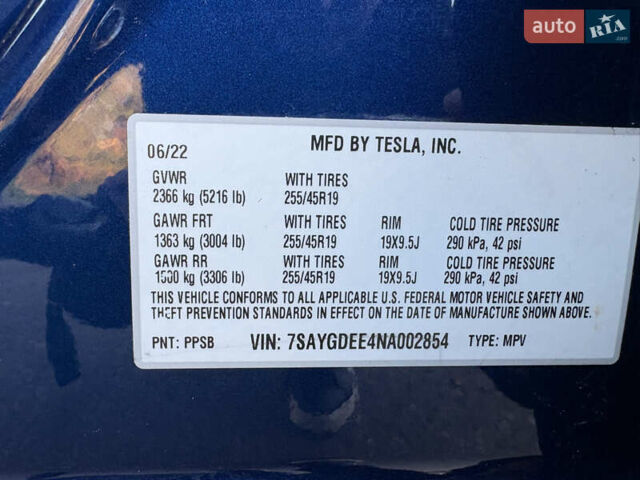 auto RIA .com
MFD BY TESLA, INC.
06/22
GVWR WITH TIRES
2366 kg (5216 lb) 255/45R19
GAWR FRT WITH TIRES RIM COLD TIRE PRESSURE
1363 kg (3004 lb) 255/45R19 19X9.5J 290 kPa, 42 psi
GAWR RR WITH TIRES RIM COLD TIRE PRESSURE
1500 kg (3306 lb) 255/45R19 19X9.5J 290 kPa, 42 psi
THIS VEHICLE CONFORMS TO ALL APPLICABLE U.S. FEDERAL MOTOR VEHICLE SAFETY AND
THEFT PREVENTION STANDARDS IN EFFECT ON THE DATE OF MANUFACTURE SHOWN ABOVE.
PNT: PPSB VIN: 7SAYGDEE4NA002854 TYPE: MPV